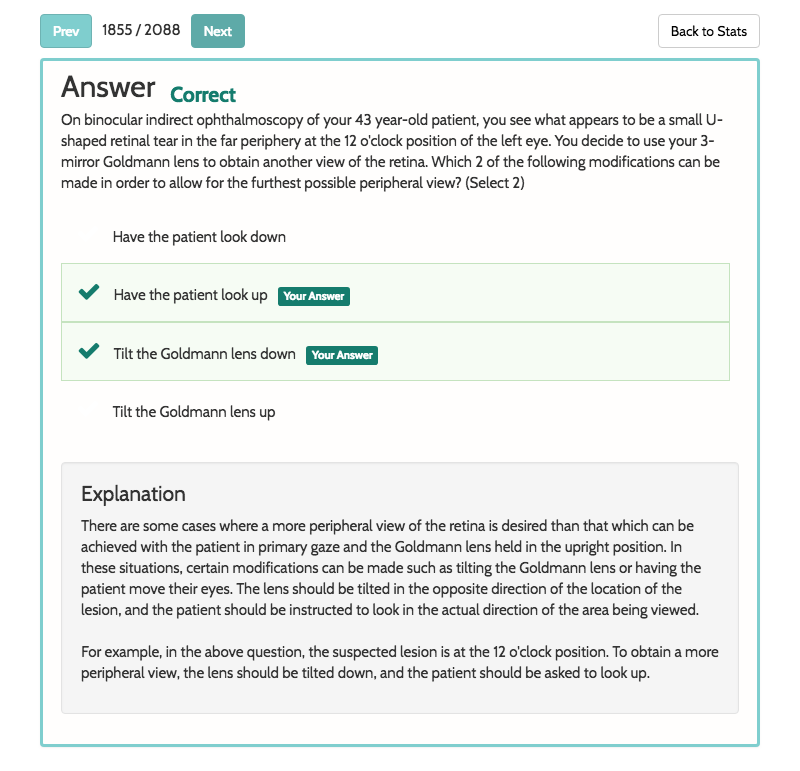 Prev 1855 / 2088 Next Back to Stats
Answer Correct
On binocular indirect ophthalmoscopy of your 43 year-old patient, you see what appears to be a small U-
shaped retinal tear in the far periphery at the 12 o'clock position of the left eye. You decide to use your 3-
mirror Goldmann lens to obtain another view of the retina. Which 2 of the following modifications can be
made in order to allow for the furthest possible peripheral view? (Select 2)
Have the patient look down
Have the patient look up Your Answer
Tilt the Goldmann lens down Your Answer
Tilt the Goldmann lens up
Explanation
There are some cases where a more peripheral view of the retina is desired than that which can be
achieved with the patient in primary gaze and the Goldmann lens held in the upright position. In
these situations, certain modifications can be made such as tilting the Goldmann lens or having the
patient move their eyes. The lens should be tilted in the opposite direction of the location of the
lesion, and the patient should be instructed to look in the actual direction of the area being viewed.
For example, in the above question, the suspected lesion is at the 12 o'clock position. To obtain a more
peripheral view, the lens should be tilted down, and the patient should be asked to look up.